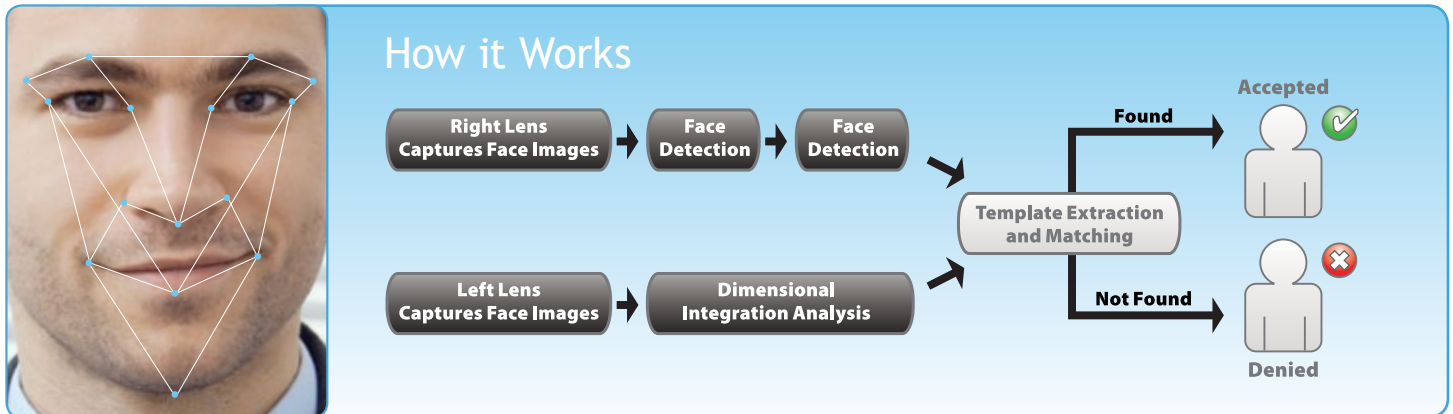 How it Works
Right Lens
Captures Face Images
Face
Detection
Face
Detection
Left Lens
Captures Face Images
Dimensional
Integration Analysis
Template Extraction
and Matching
Found
Accepted
Not Found
Denied